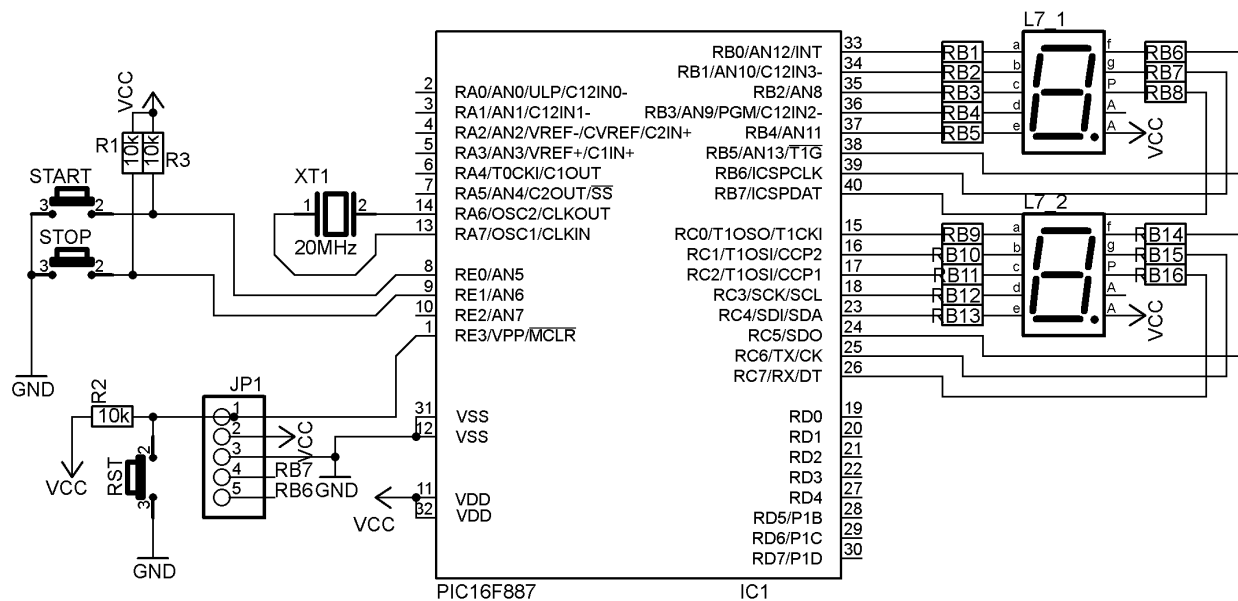 L7_1
VCC
R1
10k
10k
R3
START
3
2
STOP
3
2
GND
XT1
1
2
20MHz
2
RA0/AN0/ULP/C12IN0-
3
RA1/AN1/C12IN1-
4
RA2/AN2/VREF-/CVREF/C2IN+
5
RA3/AN3/VREF+/C1IN+
6
RA4/T0CKI/C1OUT
7
RA5/AN4/C2OUT/SS
14
RA6/OSC2/CLKOUT
13
RA7/OSC1/CLKIN
8
RE0/AN5
9
RE1/AN6
10
RE2/AN7
1
RE3/VPP/MCLR
31
VSS
12
VSS
11
VDD
32
VDD
VCC
RB0/AN12/INT
33
RB1/AN10/C12IN3-
34
RB2/AN8
35
RB3/AN9/PGM/C12IN2-
36
RB4/AN11
37
RB5/AN13/T1G
38
RB6/ICSPCLK
39
RB7/ICSPDAT
40
RC0/T1OSO/T1CKI
15
RC1/T1OSI/CCP2
16
RC2/T1OSI/CCP1
17
RC3/SCK/SCL
18
RC4/SDI/SDA
23
RC5/SDO
24
RC6/TX/CK
25
RC7/RX/DT
26
RD0
19
RD1
20
RD2
21
RD3
22
RD4
27
RD5/P1B
28
RD6/P1C
29
RD7/P1D
30
RB1 a f RB6
RB2 b g RB7
RB3 c P RB8
RB4 d A
RB5 e A
VCC
L7_2
RB9 a f RB14
RB10 b g RB15
RB11 c P RB16
RB12 d A
RB13 e A
VCC
R2
10k
VCC
RST
2
3
GND
JP1
1
2
3
4
5
VCC
RB7
RB6
GND
PIC16F887
IC1